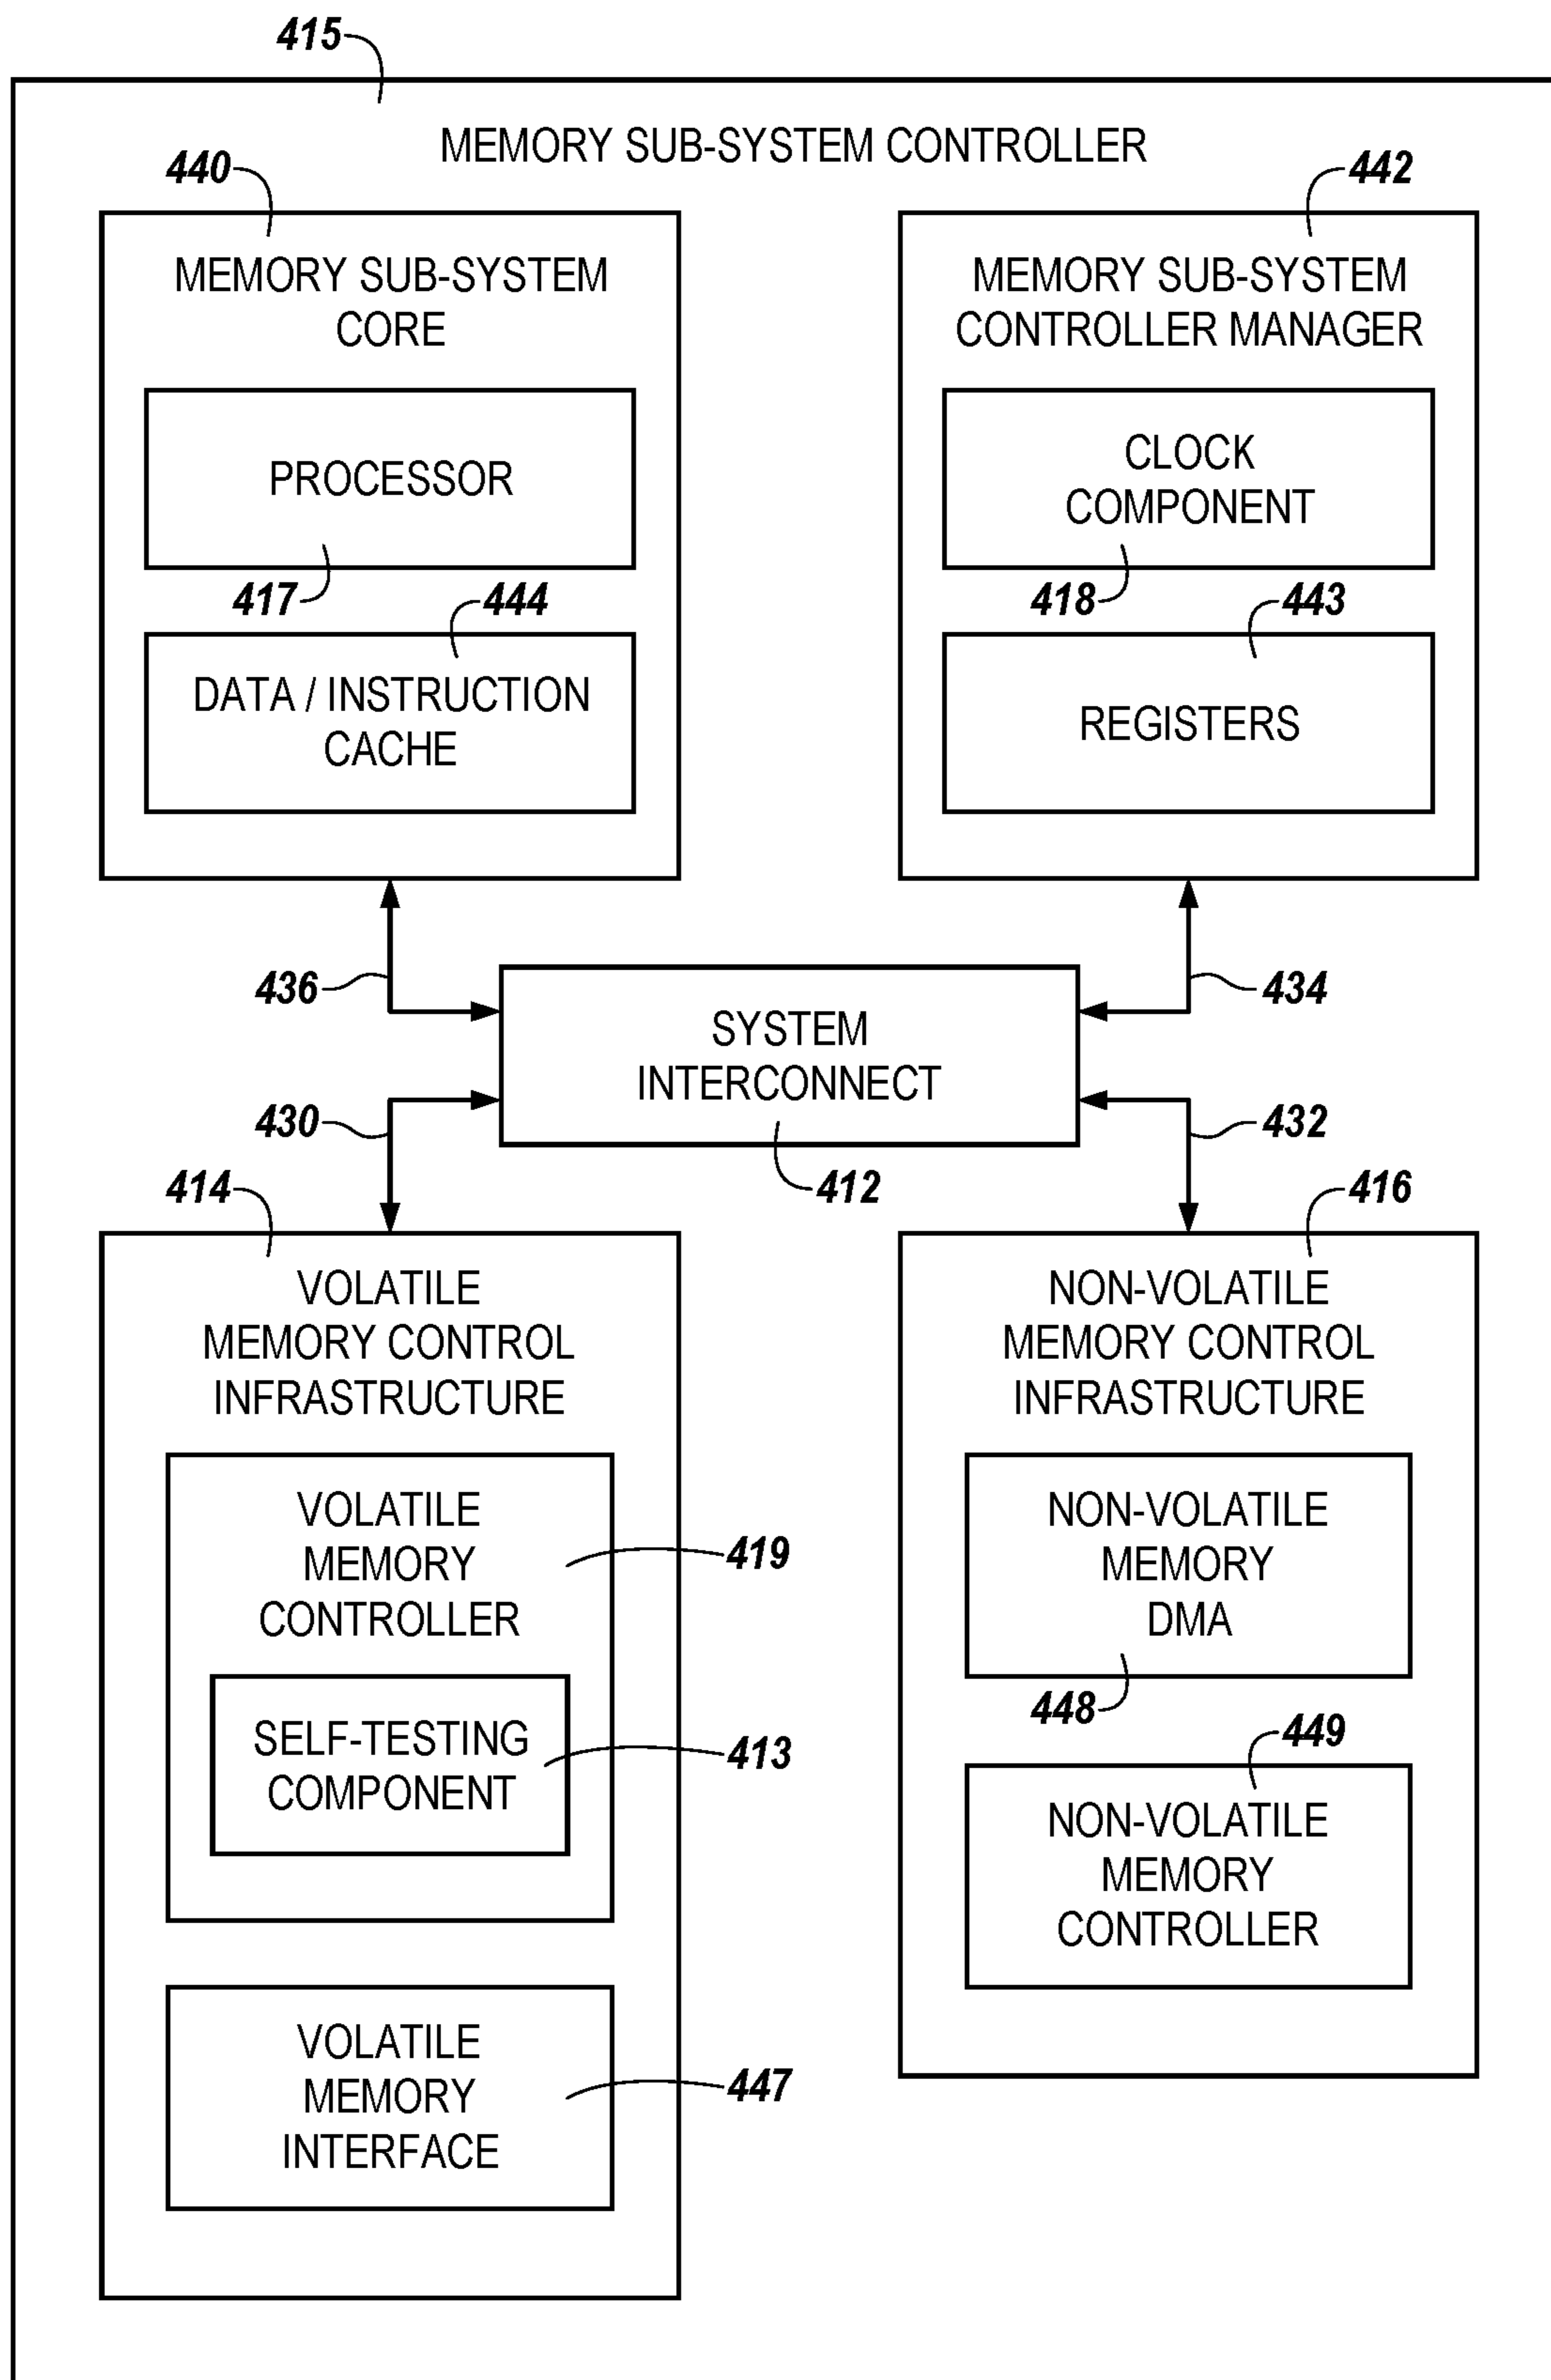 415
MEMORY SUB-SYSTEM CONTROLLER
440
MEMORY SUB-SYSTEM
CORE
PROCESSOR
417
444
DATA / INSTRUCTION
CACHE
442
MEMORY SUB-SYSTEM
CONTROLLER MANAGER
CLOCK
COMPONENT
418
443
REGISTERS
436
434
SYSTEM
INTERCONNECT
430
432
412
414
VOLATILE
MEMORY CONTROL
INFRASTRUCTURE
VOLATILE
MEMORY
CONTROLLER
419
SELF-TESTING
COMPONENT
413
VOLATILE
MEMORY
INTERFACE
447
416
NON-VOLATILE
MEMORY CONTROL
INFRASTRUCTURE
NON-VOLATILE
MEMORY
DMA
448
449
NON-VOLATILE
MEMORY
CONTROLLER